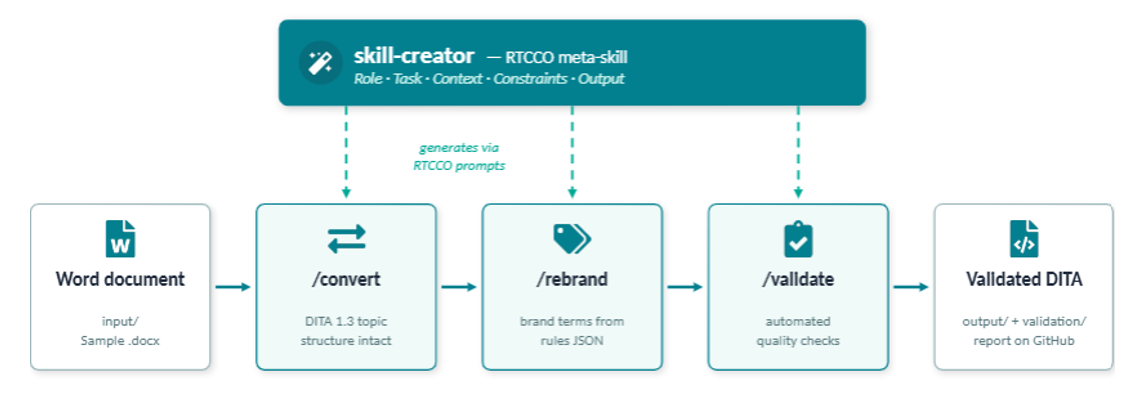 skill-creator — RTCCO meta-skill
Role · Task · Context · Constraints · Output
generates via
RTCCO prompts
W
Word document
input/
Sample .docx
/convert
DITA 1.3 topic
structure intact
/rebrand
brand terms from
rules JSON
/valldate
automated
quality checks
</>
Valldated DITA
output/ + validation/
report on GitHub